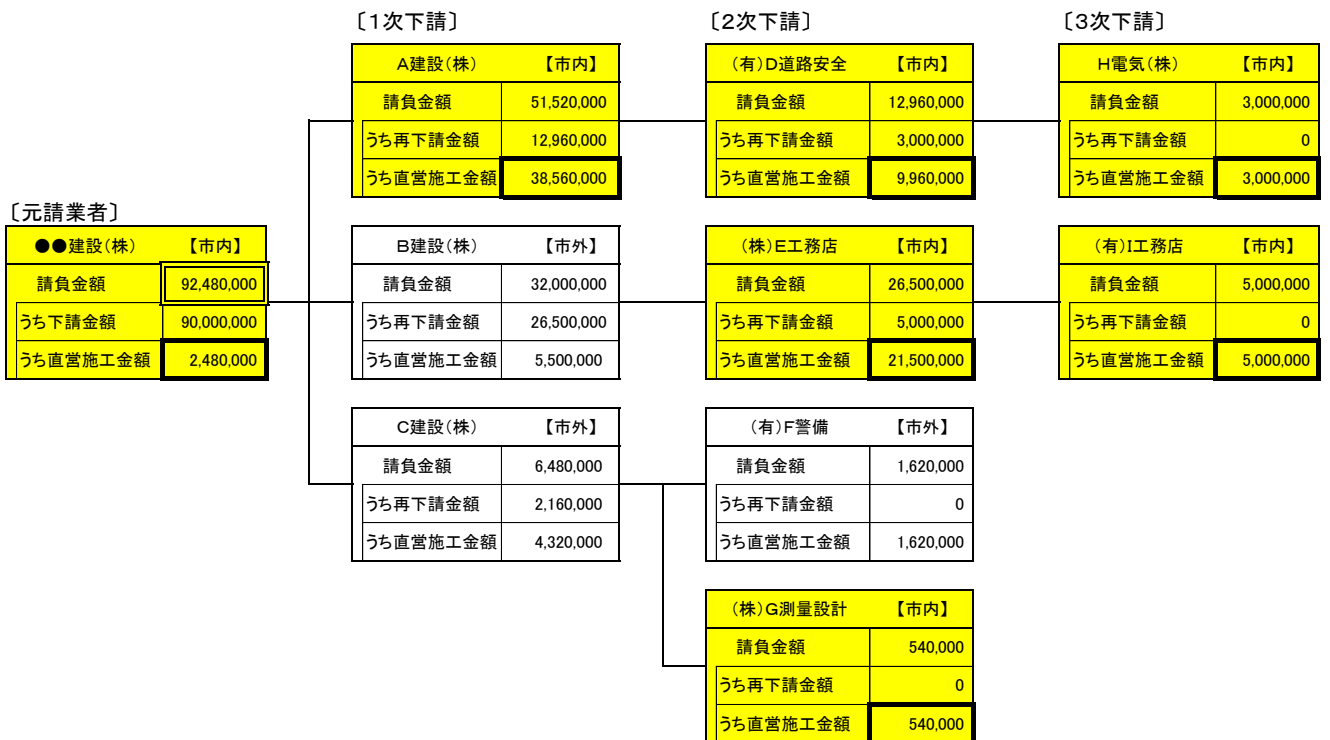 〔1次下請〕
〔2次下請〕
〔3次下請〕
A建設(株) 【市内】
請負金額 51,520,000
うち再下請金額 12,960,000
うち直営施工金額 38,560,000
(有)D道路安全 【市内】
請負金額 12,960,000
うち再下請金額 3,000,000
うち直営施工金額 9,960,000
H電気(株) 【市内】
請負金額 3,000,000
うち再下請金額 0
うち直営施工金額 3,000,000
〔元請業者〕
●●建設(株) 【市内】
請負金額 92,480,000
うち下請金額 90,000,000
うち直営施工金額 2,480,000
B建設(株) 【市外】
請負金額 32,000,000
うち再下請金額 26,500,000
うち直営施工金額 5,500,000
(株)E工務店 【市内】
請負金額 26,500,000
うち再下請金額 5,000,000
うち直営施工金額 21,500,000
(有)I工務店 【市内】
請負金額 5,000,000
うち再下請金額 0
うち直営施工金額 5,000,000
C建設(株) 【市外】
請負金額 6,480,000
うち再下請金額 2,160,000
うち直営施工金額 4,320,000
(有)F警備 【市外】
請負金額 1,620,000
うち再下請金額 0
うち直営施工金額 1,620,000
(株)G測量設計 【市内】
請負金額 540,000
うち再下請金額 0
うち直営施工金額 540,000